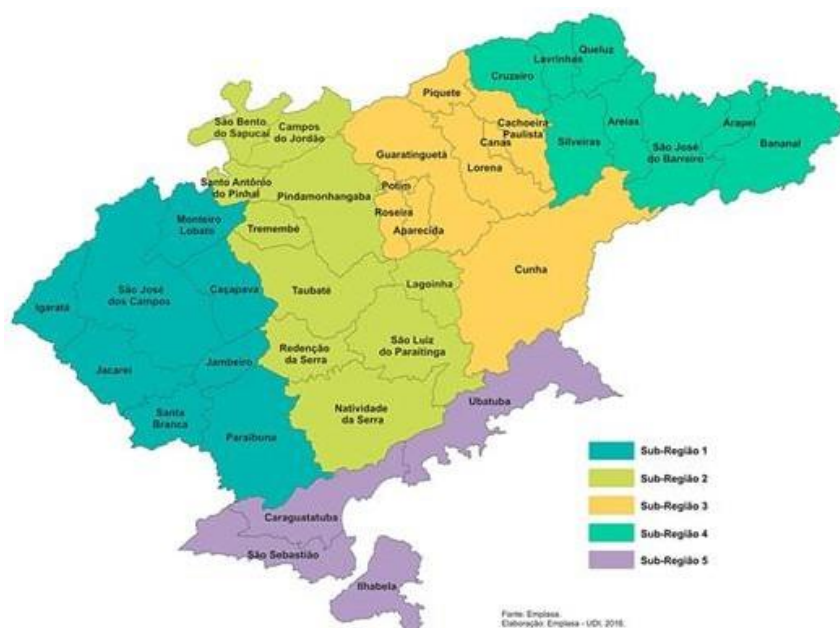 Queluz
Lavrinhas
Cruzeiro
Piquete
São Bento
do Sapucaí
Campos
do Jordão
Cachoeira
Paulista
Canas
Silveiras
Areias
São José
do Barreiro
Arapeí
Bananal
Guaratinguetá
Lorena
Santo Antônio
do Pinhal
Pindamonhangaba
Potim
Roseira
Aparecida
Monteiro
Lobato
Tremembé
Cunha
São José
dos Campos
Caçapava
Taubaté
Lagoinha
Igaratá
Redenção
da Serra
São Luiz
do Paraitinga
Jacareí
Jambeiro
Santa
Branca
Natividade
da Serra
Ubatuba
Paraibuna
Caraguatatuba
São Sebastião
Ilhabela
Sub-Região 1
Sub-Região 2
Sub-Região 3
Sub-Região 4
Sub-Região 5
Fonte: Emplasa.
Elaboração: Emplasa - UDI, 2016.